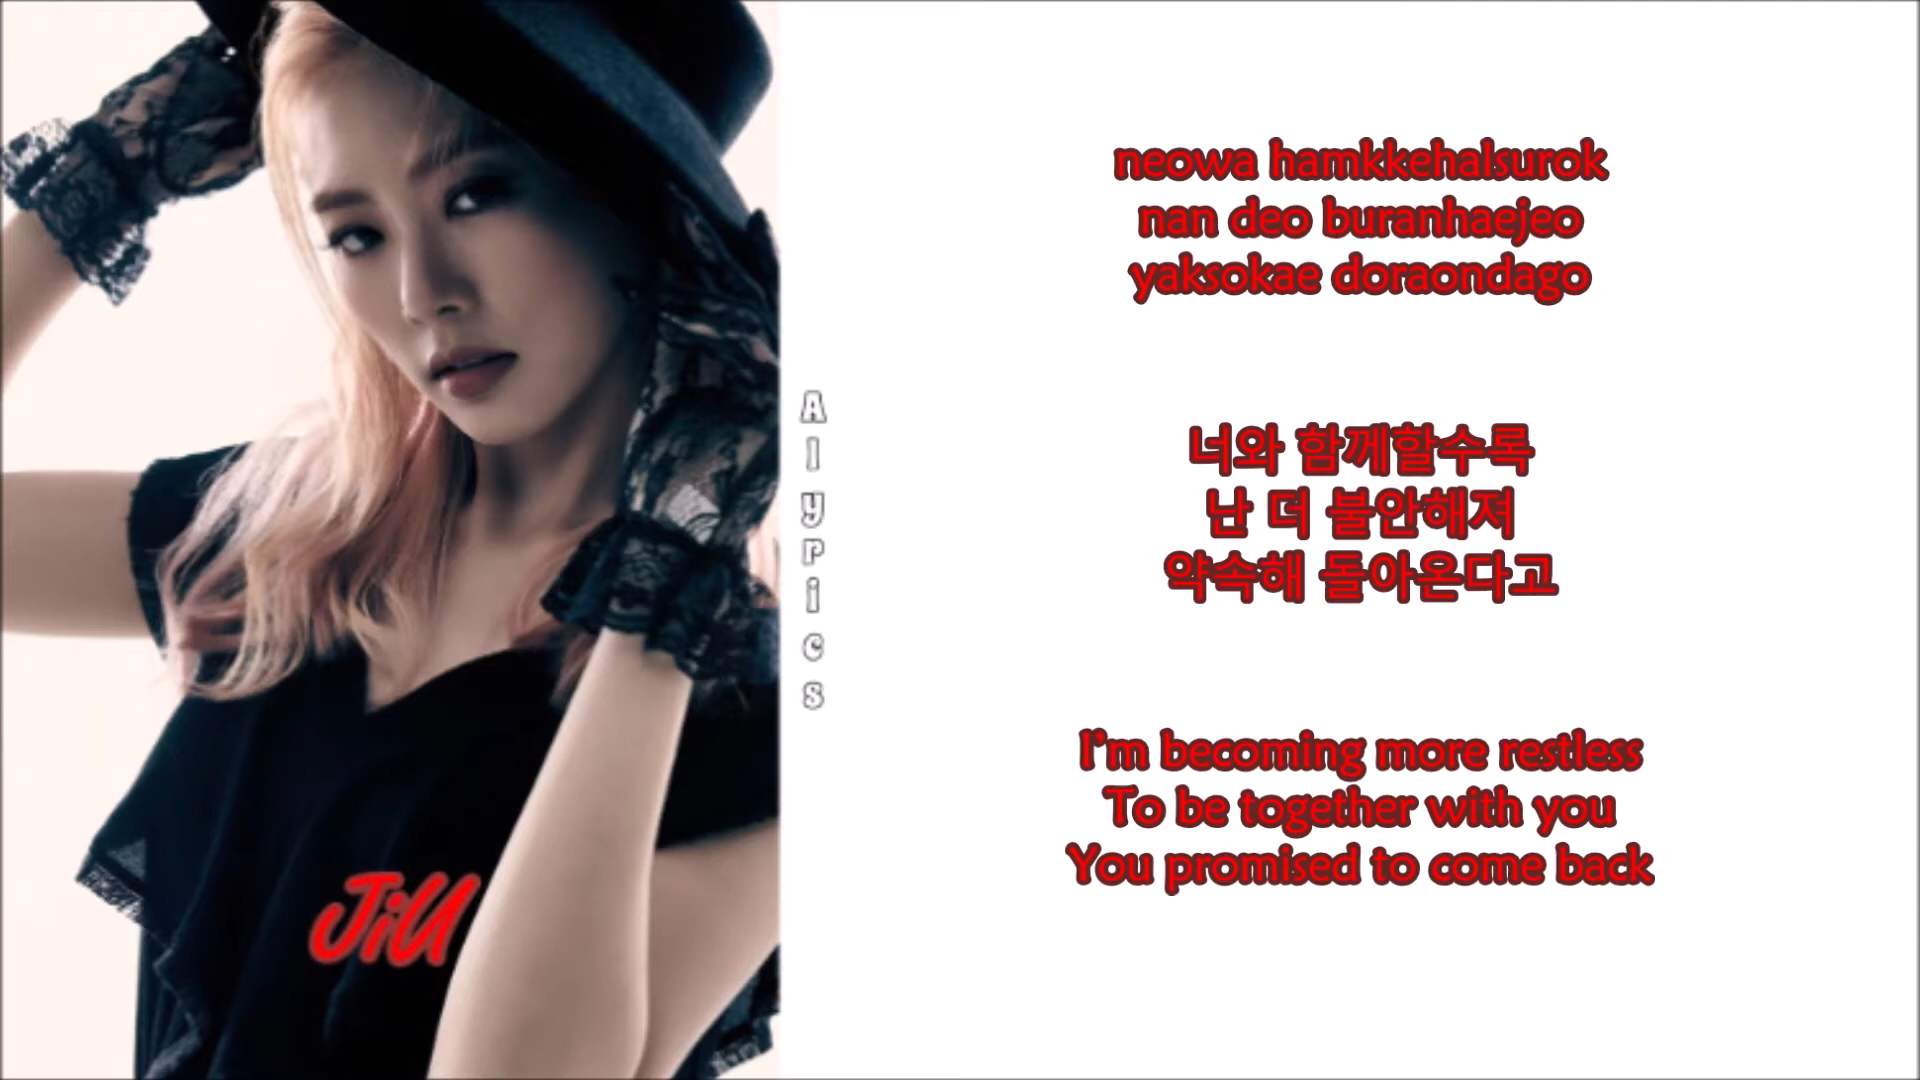 neowa hamkkehalsurok
nan deo buranhaejeo
yaksokae doraondago
너와 함께할수록
난 더 불안해져
약속해 돌아온다고
I'm becoming more restless
To be together with you
You promised to come back
Alypics
JiU